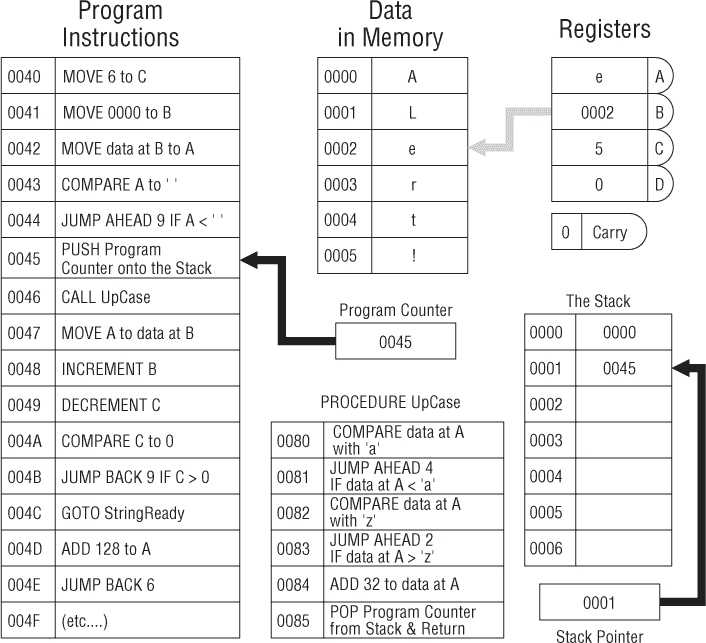 Program
Instructions
0040 MOVE 6 to C
0041 MOVE 0000 to B
0042 MOVE data at B to A
0043 COMPARE A to ' '
0044 JUMP AHEAD 9 IF A < ' '
0045 PUSH Program
Counter onto the Stack
0046 CALL UpCase
0047 MOVE A to data at B
0048 INCREMENT B
0049 DECREMENT C
004A COMPARE C to 0
004B JUMP BACK 9 IF C > 0
004C GOTO StringReady
004D ADD 128 to A
004E JUMP BACK 6
004F (etc....)
Data
in Memory
0000 A
0001 L
0002 e
0003 r
0004 t
0005 !
Registers
e A
0002 B
5 C
0 D
0 Carry
Program Counter
0045
PROCEDURE UpCase
0080 COMPARE data at A
with 'a'
0081 JUMP AHEAD 4
IF data at A < 'a'
0082 COMPARE data at A
with 'z'
0083 JUMP AHEAD 2
IF data at A > 'z'
0084 ADD 32 to data at A
0085 POP Program Counter
from Stack & Return
The Stack
0000 0000
0001 0045
0002
0003
0004
0005
0006
0001
Stack Pointer